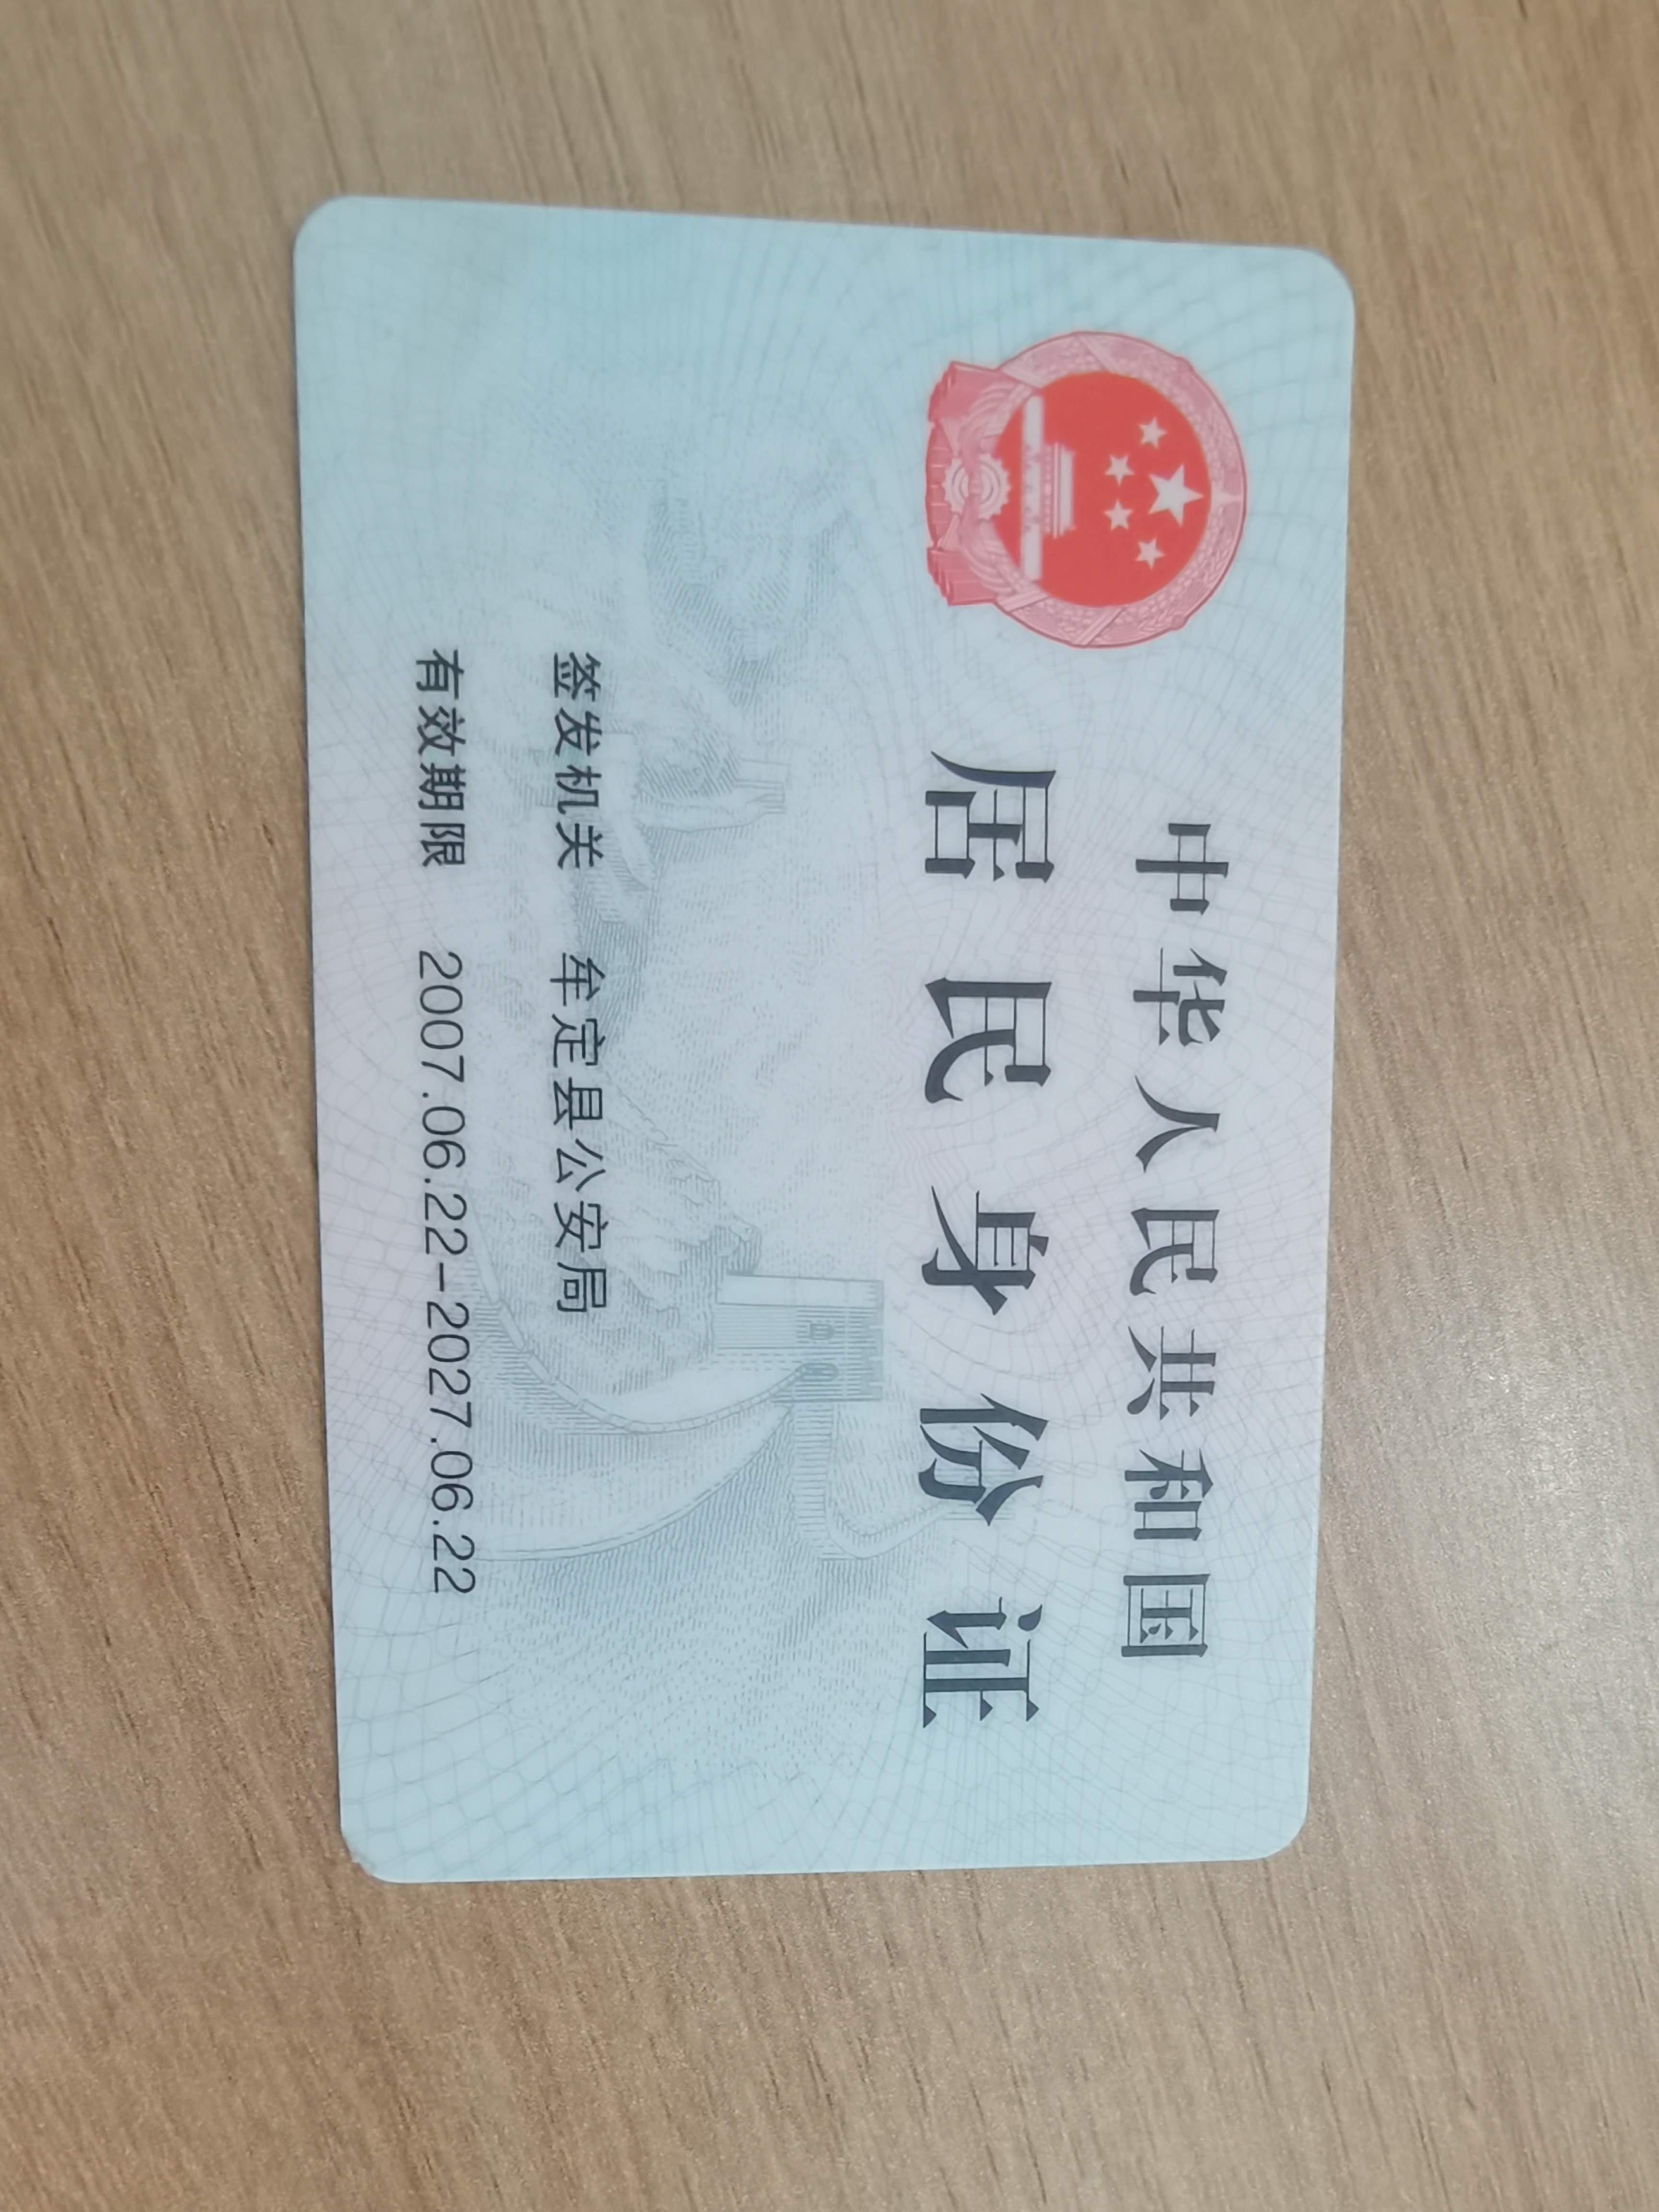 中华人民共和国
居民身份证
签发机关 牟定县公安局
有效期限 2007.06.22-2027.06.22